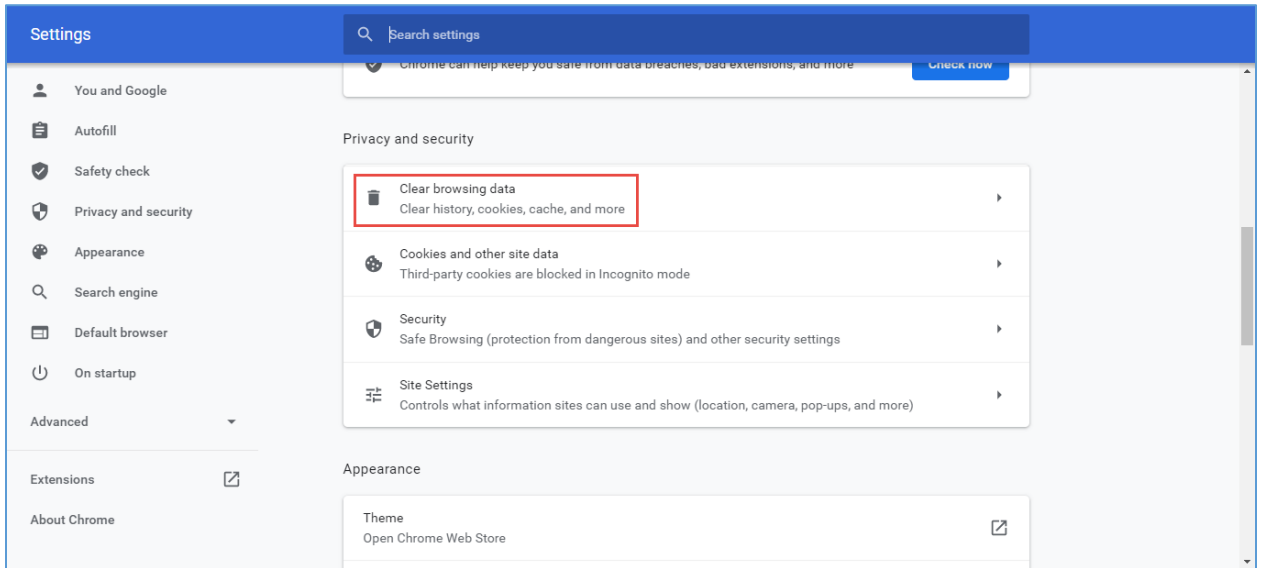 Settings
Search settings
Chrome can help keep you safe from data breaches, bad extensions, and more
Check now
You and Google
Autofill
Safety check
Privacy and security
Appearance
Search engine
Default browser
On startup
Advanced
Extensions
About Chrome
Privacy and security
Clear browsing data
Clear history, cookies, cache, and more
Cookies and other site data
Third-party cookies are blocked in Incognito mode
Security
Safe Browsing (protection from dangerous sites) and other security settings
Site Settings
Controls what information sites can use and show (location, camera, pop-ups, and more)
Appearance
Theme
Open Chrome Web Store